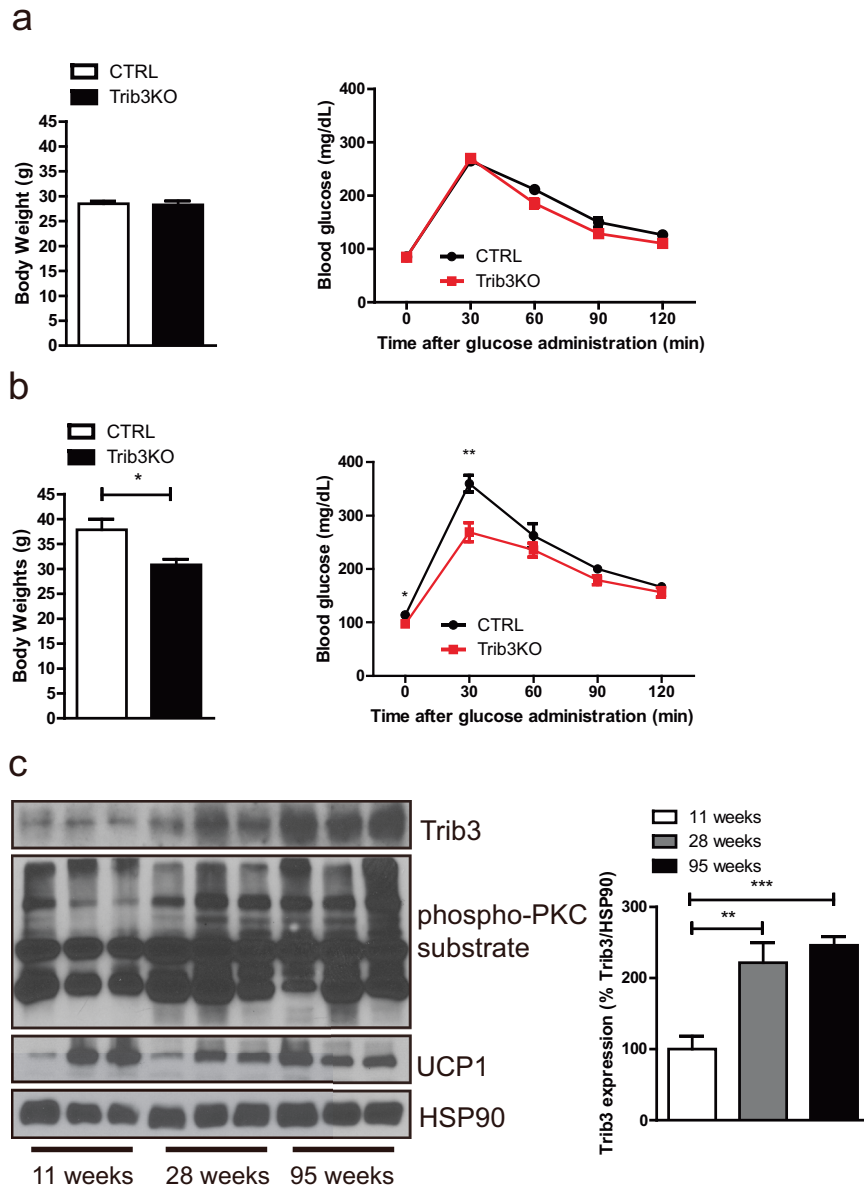 a
CTRL
Trib3KO
45
40
35
30
25
20
15
10
5
0
Body Weight (g)
400
300
200
100
0
Blood glucose (mg/dL)
CTRL
Trib3KO
0 30 60 90 120
Time after glucose administration (min)
b
CTRL
Trib3KO
*
45
40
35
30
25
20
15
10
5
0
Body Weights (g)
**
*
400
300
200
100
0
Blood glucose (mg/dL)
CTRL
Trib3KO
0 30 60 90 120
Time after glucose administration (min)
c
Trib3
phospho-PKC
substrate
UCP1
HSP90
11 weeks 28 weeks 95 weeks
11 weeks
28 weeks
95 weeks
***
**
300
200
100
0
Trib3 expression (% Trib3/HSP90)